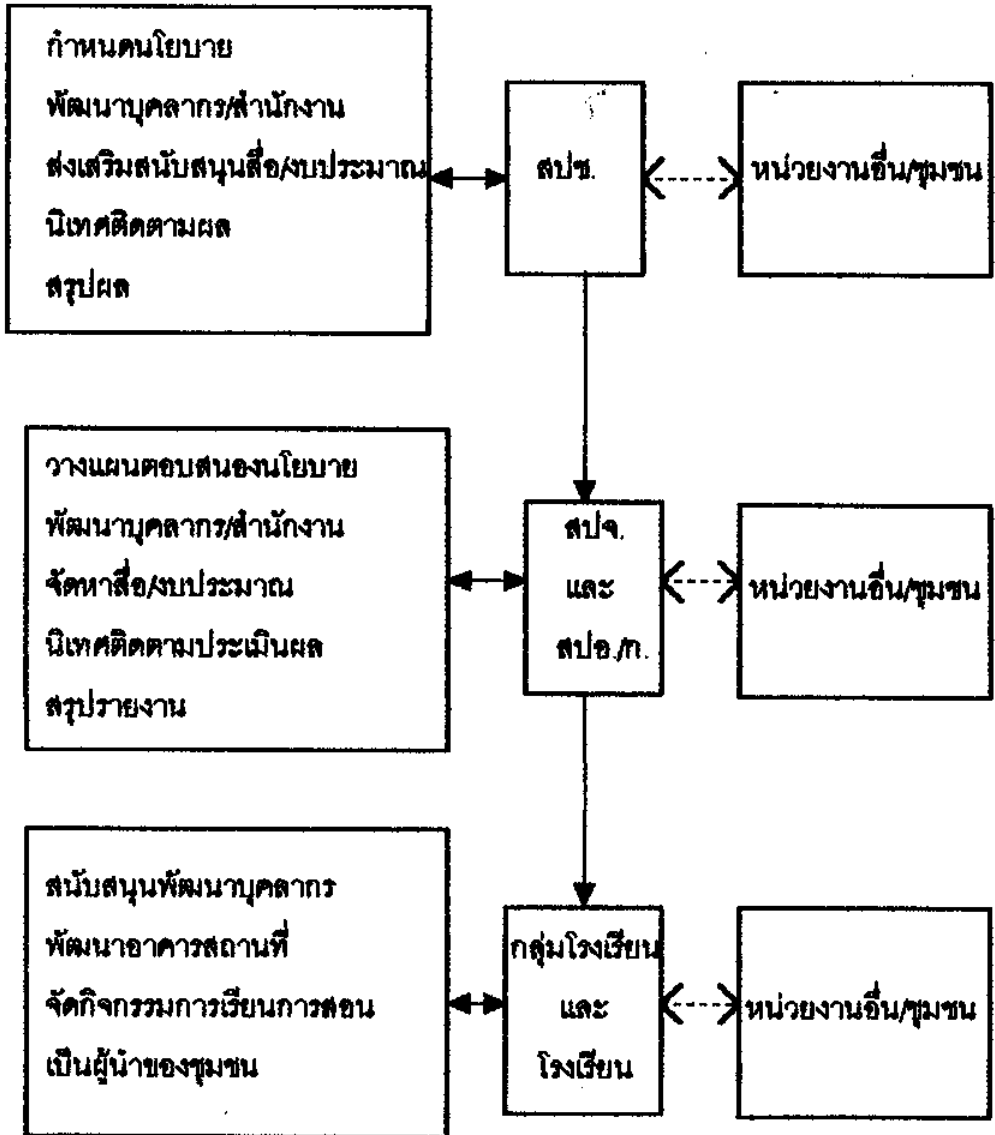 กำหนดนโยบาย
พัฒนาบุคลากร/สำนักงาน
ส่งเสริมสนับสนุนสื่อ/งบประมาณ
นิเทศติดตามผล
สรุปผล
สปช.
หน่วยงานอื่น/ชุมชน
วางแผนตอบสนองนโยบาย
พัฒนาบุคลากร/สำนักงาน
จัดหาสื่อ/งบประมาณ
นิเทศติดตามประเมินผล
สรุปรายงาน
สปจ.
และ
สปอ./ก.
หน่วยงานอื่น/ชุมชน
สนับสนุนพัฒนาบุคลากร
พัฒนาอาคารสถานที่
จัดกิจกรรมการเรียนการสอน
เป็นผู้นำของชุมชน
กลุ่มโรงเรียน
และ
โรงเรียน
หน่วยงานอื่น/ชุมชน